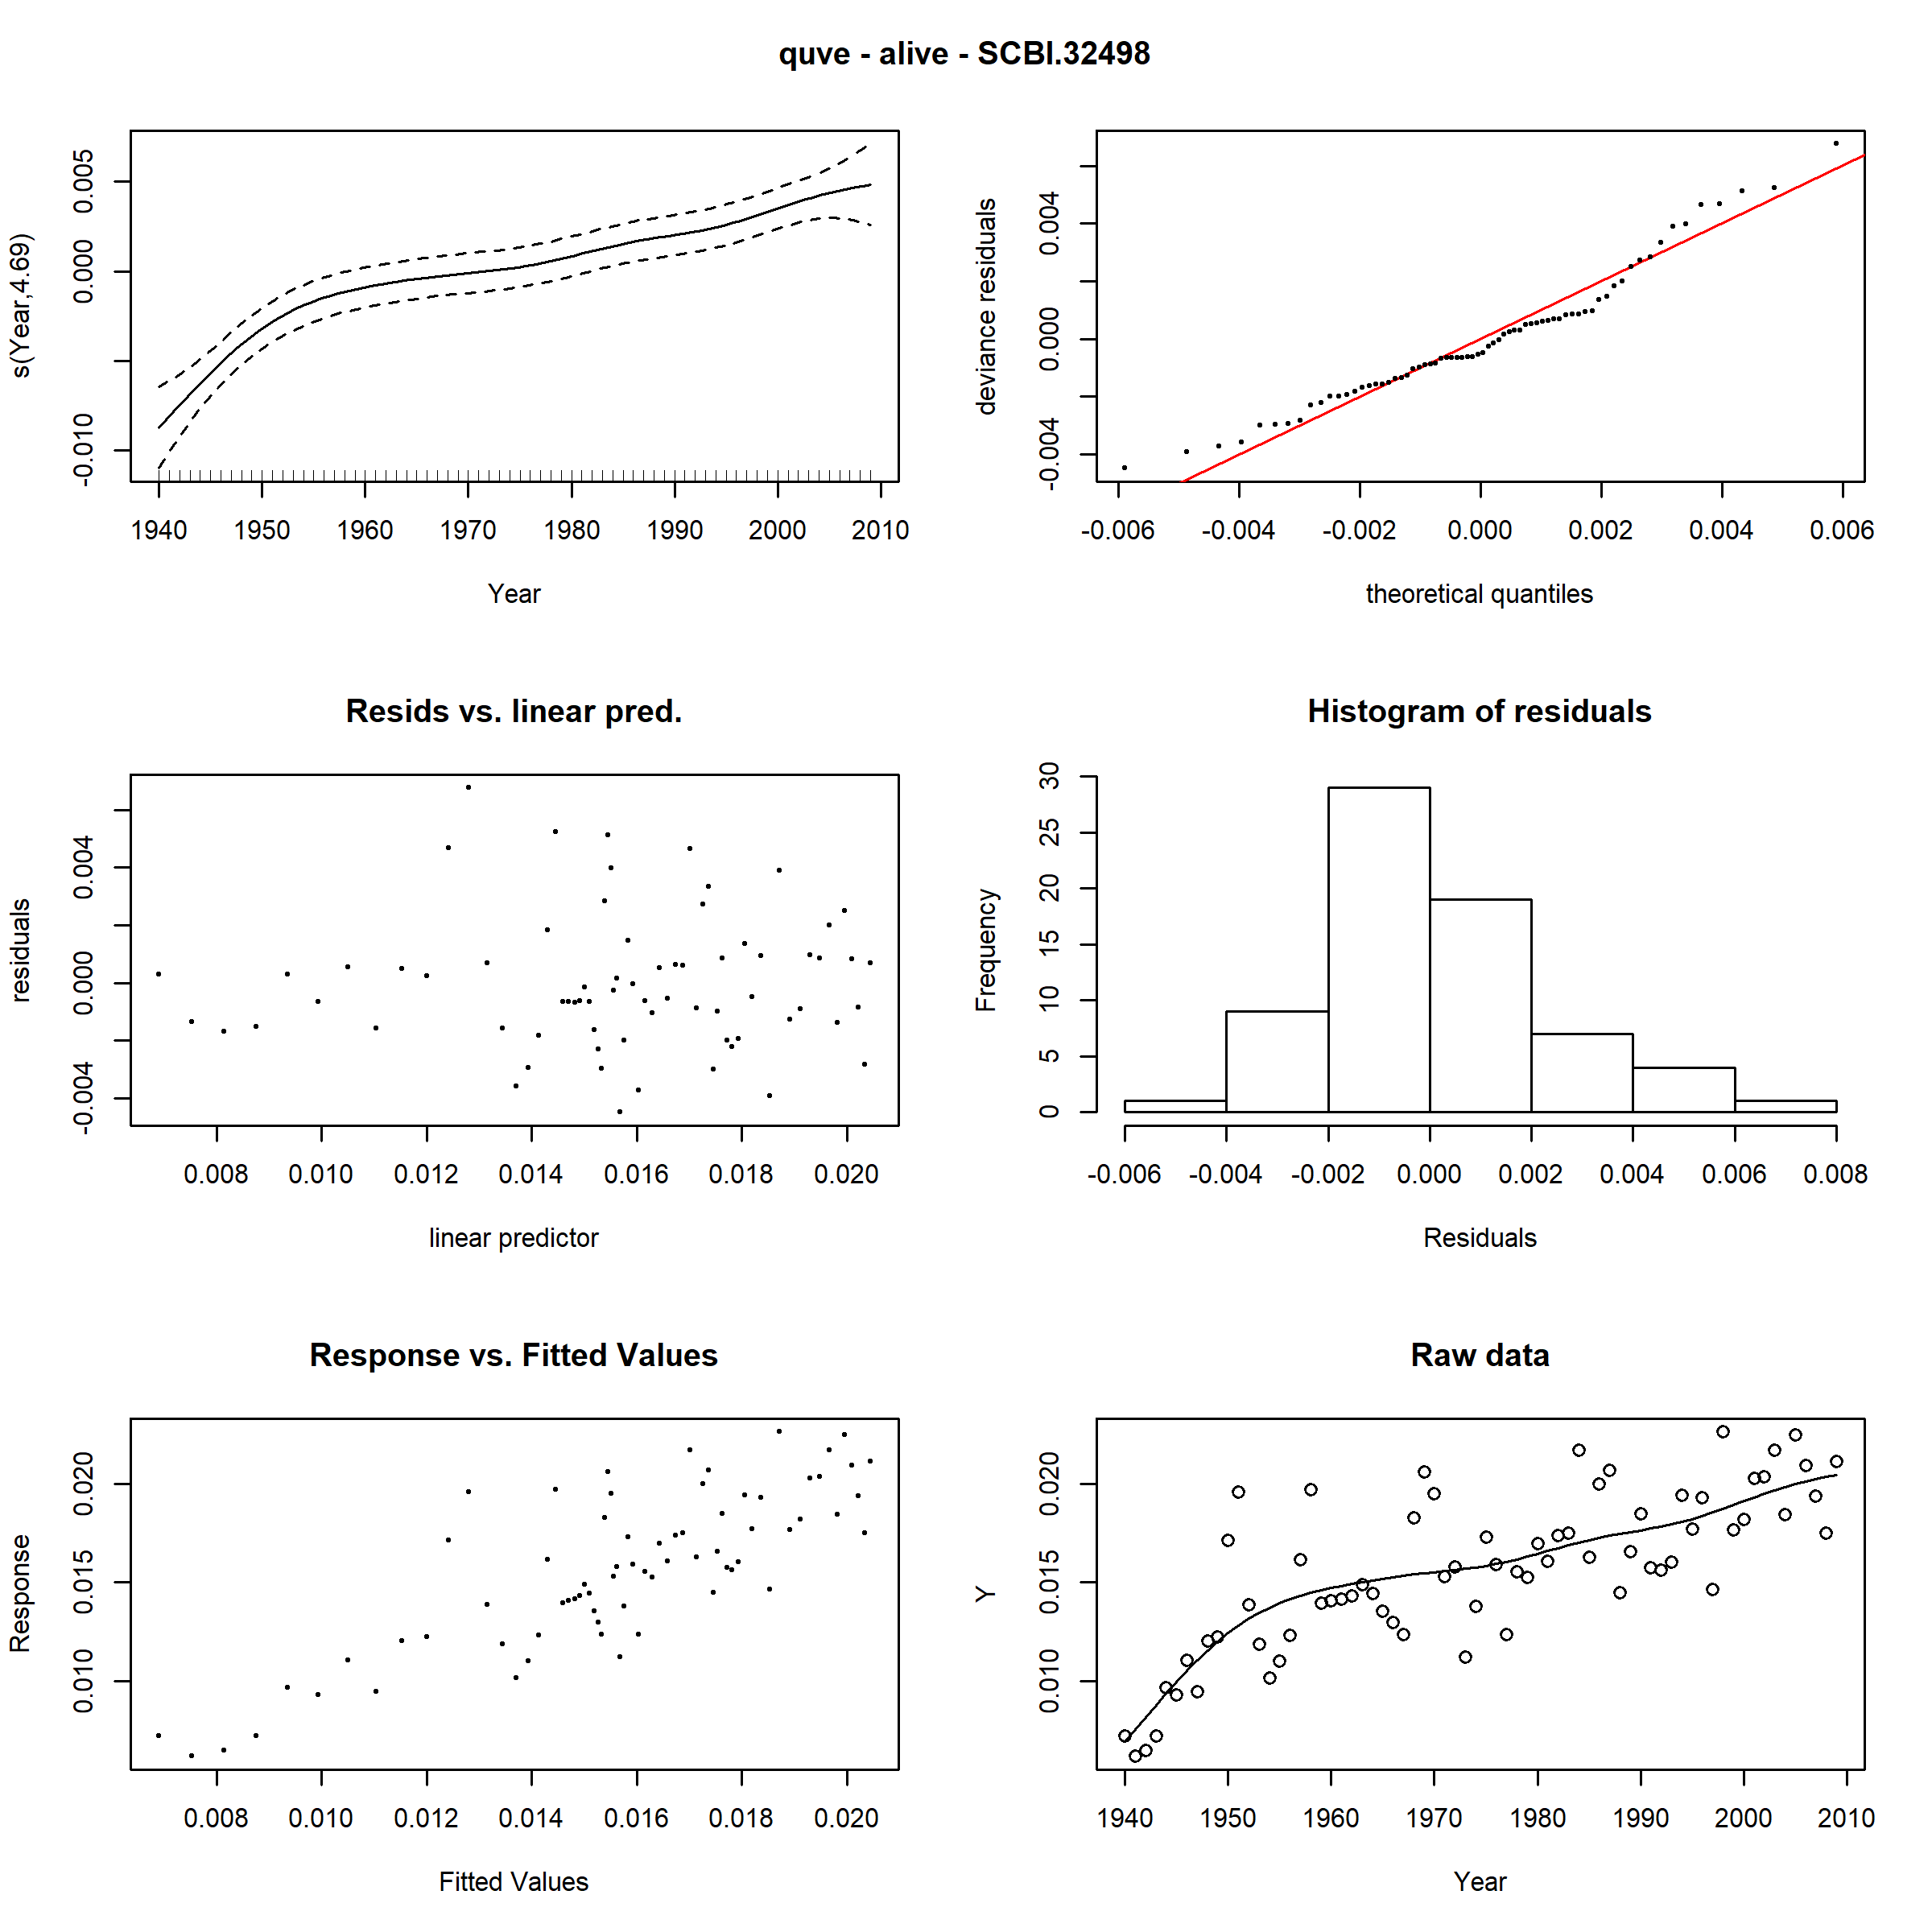 quve - alive - SCBI.32498
s(Year,4.69)
-0.010 0.000 0.005
1940 1950 1960 1970 1980 1990 2000 2010
Year
deviance residuals
-0.004 0.000 0.004
-0.006 -0.004 -0.002 0.000 0.002 0.004 0.006
theoretical quantiles
Resids vs. linear pred.
residuals
-0.004 0.000 0.004
0.008 0.010 0.012 0.014 0.016 0.018 0.020
linear predictor
Histogram of residuals
Frequency
0 5 10 15 20 25 30
-0.006 -0.004 -0.002 0.000 0.002 0.004 0.006 0.008
Residuals
Response vs. Fitted Values
Response
0.010 0.015 0.020
0.008 0.010 0.012 0.014 0.016 0.018 0.020
Fitted Values
Raw data
Y
0.010 0.015 0.020
1940 1950 1960 1970 1980 1990 2000 2010
Year